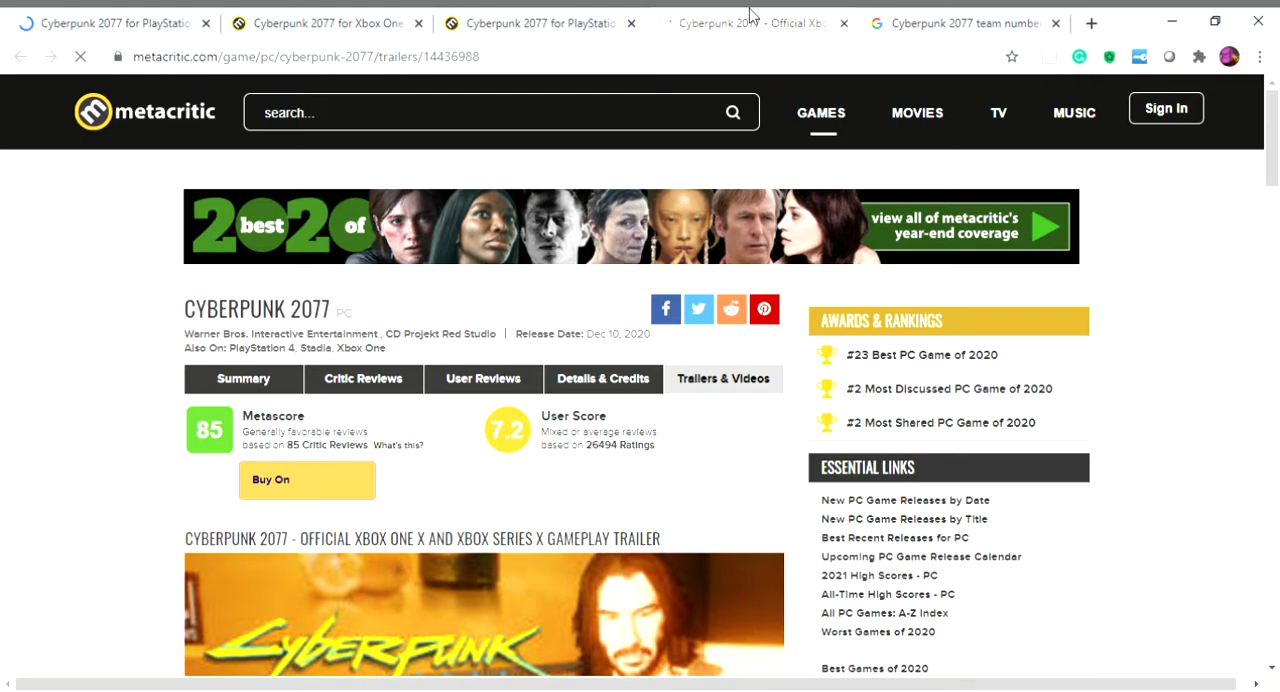 Cyberpunk 2077 for PlayStatio
Cyberpunk 2077 for Xbox One
Cyberpunk 2077 for PlayStatio
Cyberpunk 2077 - Official Xbo
Cyberpunk 2077 team numbe
metacritic.com/game/pc/cyberpunk-2077/trailers/14436988
metacritic
search...
GAMES
MOVIES
TV
MUSIC
Sign In
2020
best of
view all of metacritic's
year-end coverage
CYBERPUNK 2077 PC
Warner Bros. Interactive Entertainment , CD Projekt Red Studio | Release Date: Dec 10, 2020
Also On: PlayStation 4, Stadia, Xbox One
Summary
Critic Reviews
User Reviews
Details & Credits
Trailers & Videos
85
Metascore
Generally favorable reviews
based on 85 Critic Reviews What's this?
7.2
User Score
Mixed or average reviews
based on 26494 Ratings
Buy On
CYBERPUNK 2077 - OFFICIAL XBOX ONE X AND XBOX SERIES X GAMEPLAY TRAILER
CYBERPUNK
AWARDS & RANKINGS
#23 Best PC Game of 2020
#2 Most Discussed PC Game of 2020
#2 Most Shared PC Game of 2020
ESSENTIAL LINKS
New PC Game Releases by Date
New PC Game Releases by Title
Best Recent Releases for PC
Upcoming PC Game Release Calendar
2021 High Scores - PC
All-Time High Scores - PC
All PC Games: A-Z Index
Worst Games of 2020
Best Games of 2020